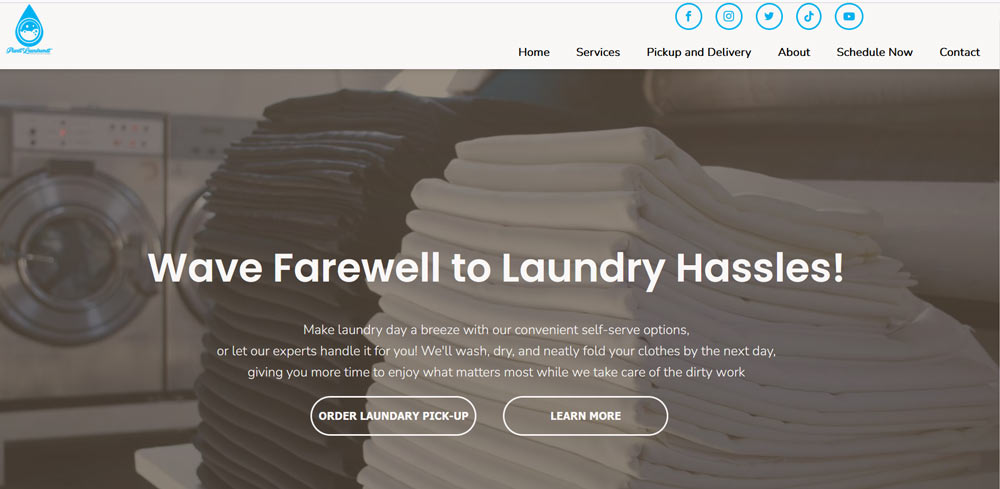 Home Services Pickup and Delivery About Schedule Now Contact
Wave Farewell to Laundry Hassles!
Make laundry day a breeze with our convenient self-serve options,
or let our experts handle it for you! We'll wash, dry, and neatly fold your clothes by the next day,
giving you more time to enjoy what matters most while we take care of the dirty work
ORDER LAUNDARY PICK-UP LEARN MORE